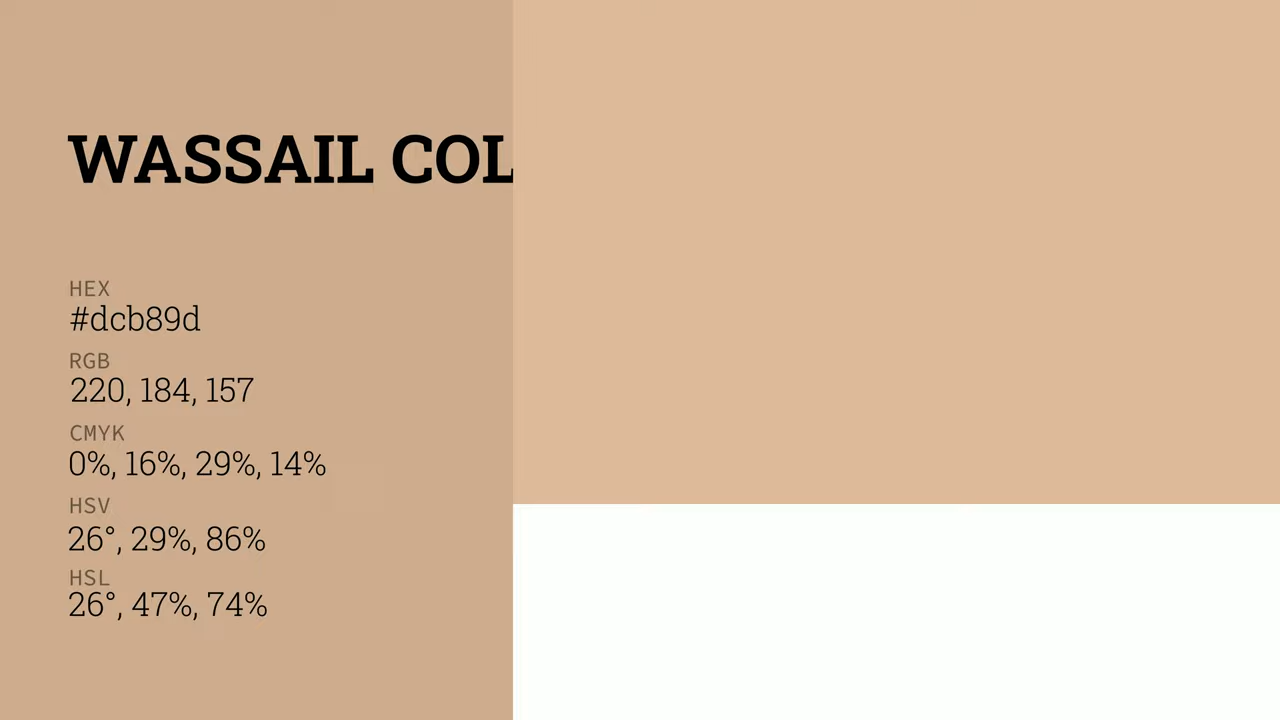 WASSAIL COL
HEX
#dcb89d
RGB
220, 184, 157
CMYK
0%, 16%, 29%, 14%
HSV
26°, 29%, 86%
HSL
26°, 47%, 74%